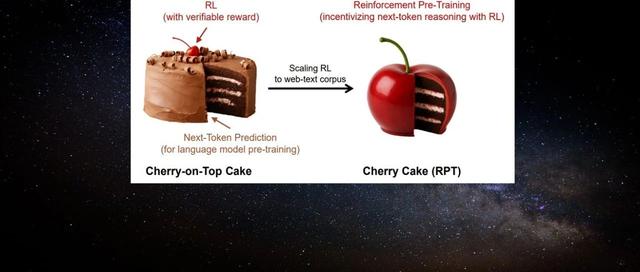 RL
(with verifiable reward)
Reinforcement Pre-Training
(incentivizing next-token reasoning with RL)
Scaling RL
to web-text corpus
Next-Token Prediction
(for language model pre-training)
Cherry-on-Top Cake
Cherry Cake (RPT)